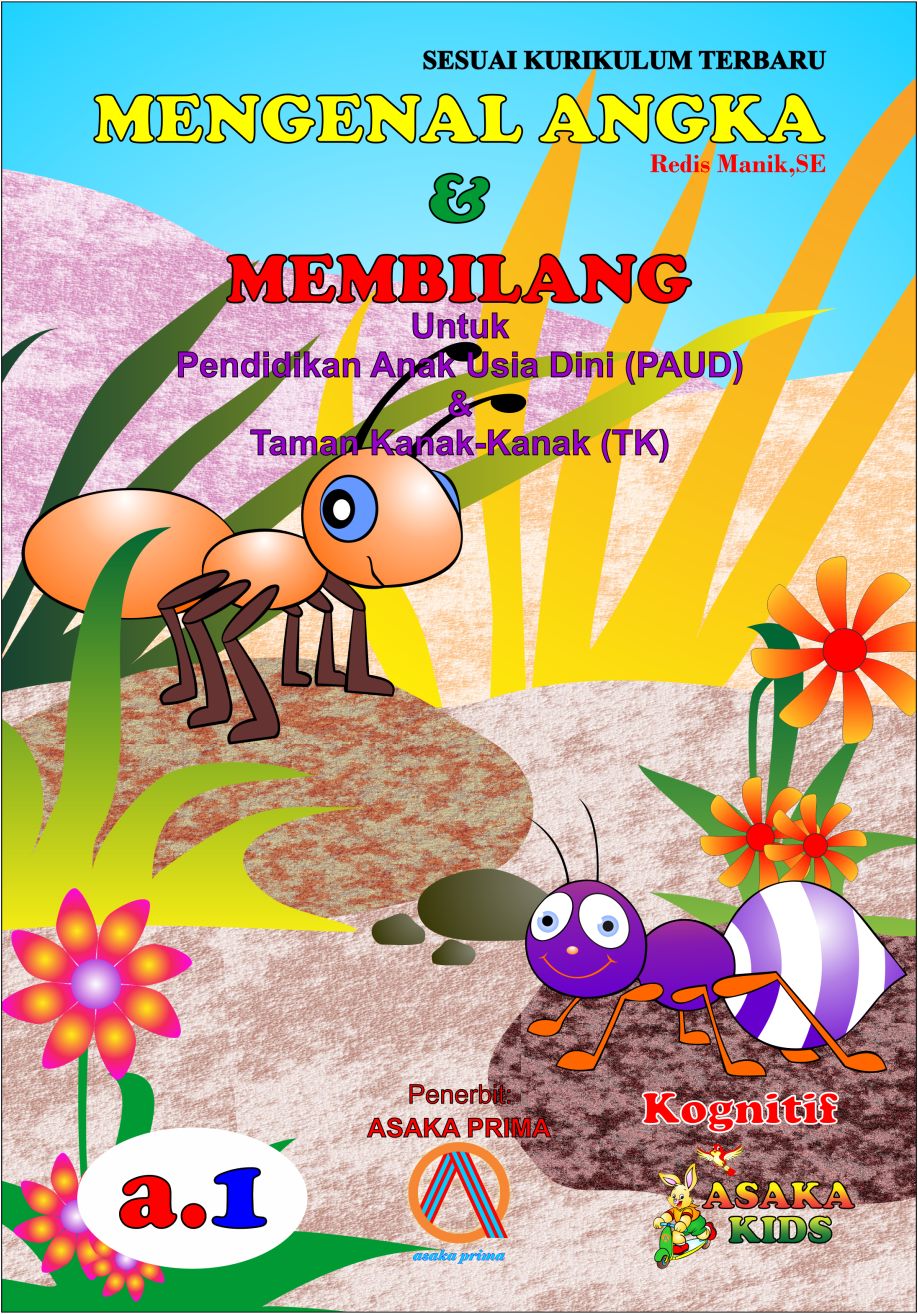 SESUAI KURIKULUM TERBARU
MENGENAL ANGKA
Redis Manik,SE
&
MEMBILANG
Untuk
Pendidikan Anak Usia Dini (PAUD)
&
Taman Kanak-Kanak (TK)
Penerbit:
ASAKA PRIMA
asaka prima
Kognitif
ASAKA
KIDS
a.1